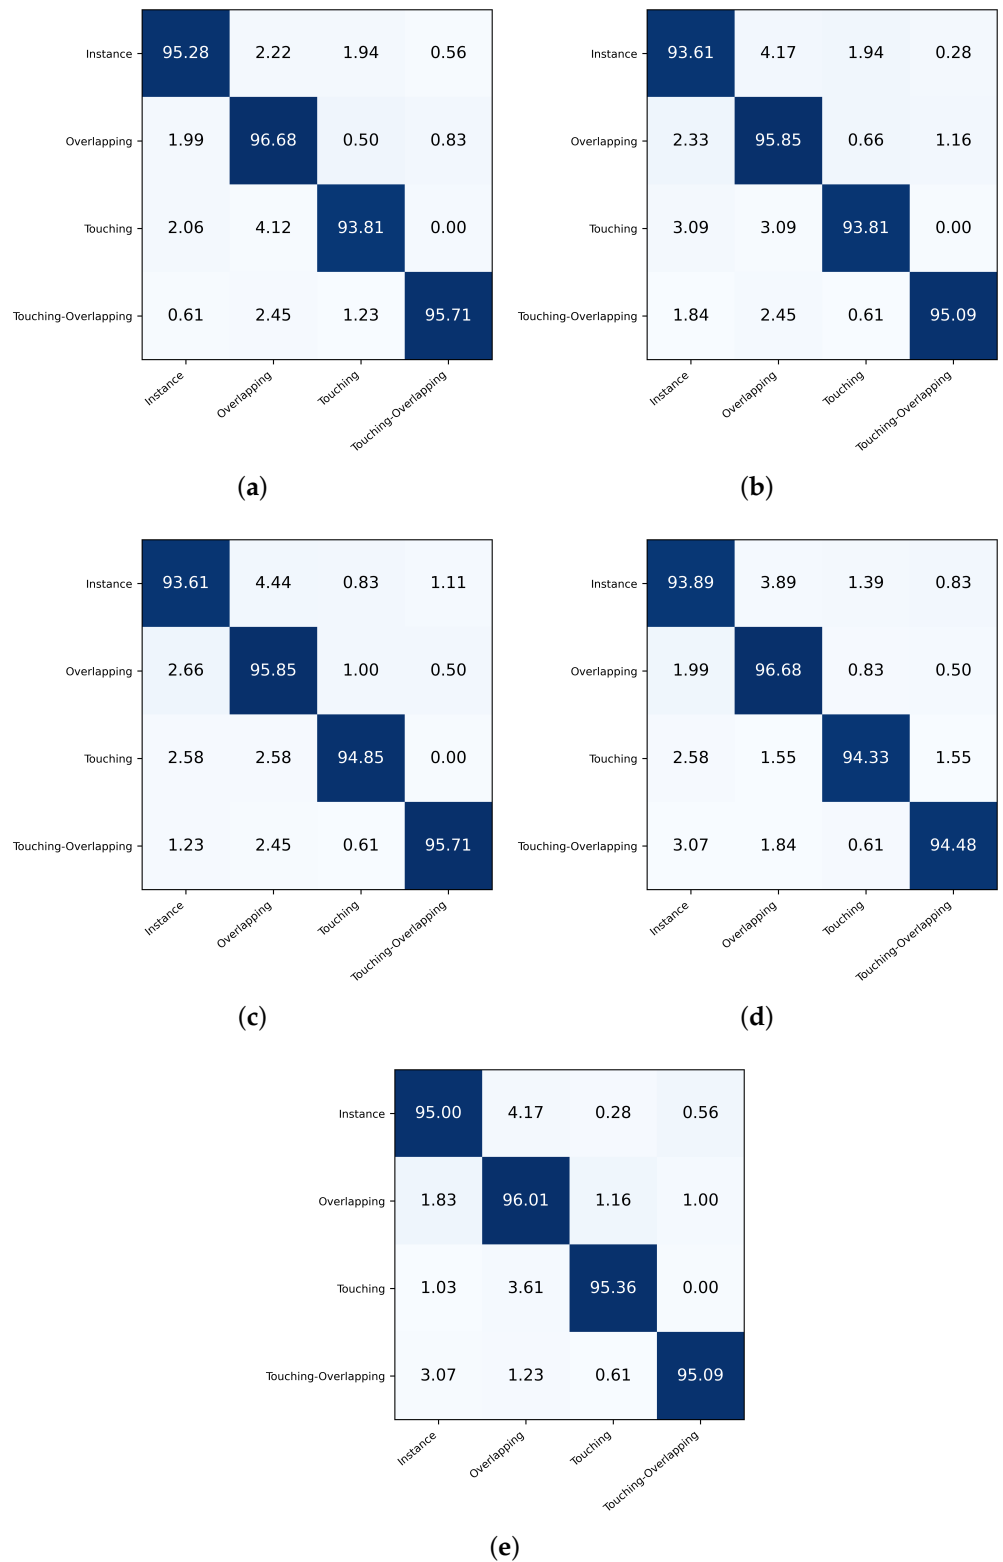 Instance 95.28 2.22 1.94 0.56
Overlapping 1.99 96.68 0.50 0.83
Touching 2.06 4.12 93.81 0.00
Touching-Overlapping 0.61 2.45 1.23 95.71
Instance Overlapping Touching Touching-Overlapping
(a)
Instance 93.61 4.17 1.94 0.28
Overlapping 2.33 95.85 0.66 1.16
Touching 3.09 3.09 93.81 0.00
Touching-Overlapping 1.84 2.45 0.61 95.09
Instance Overlapping Touching Touching-Overlapping
(b)
Instance 93.61 4.44 0.83 1.11
Overlapping 2.66 95.85 1.00 0.50
Touching 2.58 2.58 94.85 0.00
Touching-Overlapping 1.23 2.45 0.61 95.71
Instance Overlapping Touching Touching-Overlapping
(c)
Instance 93.89 3.89 1.39 0.83
Overlapping 1.99 96.68 0.83 0.50
Touching 2.58 1.55 94.33 1.55
Touching-Overlapping 3.07 1.84 0.61 94.48
Instance Overlapping Touching Touching-Overlapping
(d)
Instance 95.00 4.17 0.28 0.56
Overlapping 1.83 96.01 1.16 1.00
Touching 1.03 3.61 95.36 0.00
Touching-Overlapping 3.07 1.23 0.61 95.09
Instance Overlapping Touching Touching-Overlapping
(e)